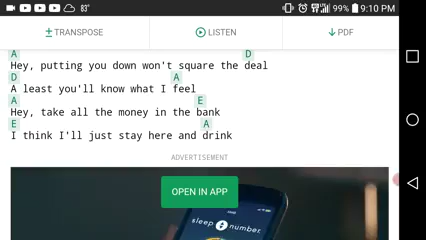 83°
99% 9:10 PM
TRANSPOSE LISTEN PDF
A D
Hey, putting you down won't square the deal
D A
A least you'll know what I feel
A E
Hey, take all the money in the bank
E A
I think I'll just stay here and drink
ADVERTISEMENT
OPEN IN APP
sleep number.